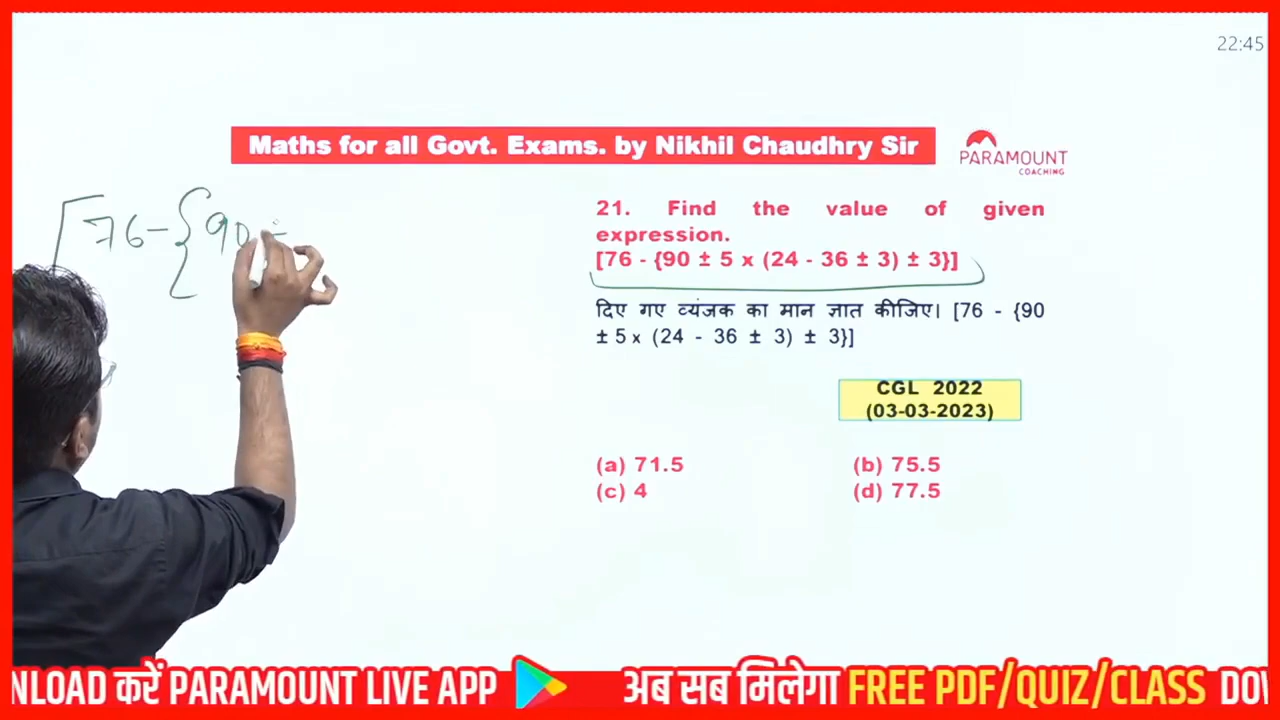 22:45
Maths for all Govt. Exams. by Nikhil Chaudhry Sir
PARAMOUNT
COACHING
[76-{90÷
21. Find the value of given
expression.
[76 - {90 ± 5 x (24 - 36 ± 3) ± 3}]
दिए गए व्यंजक का मान ज्ञात कीजिए। [76 - {90
± 5 x (24 - 36 ± 3) ± 3}]
CGL 2022
(03-03-2023)
(a) 71.5 (b) 75.5
(c) 4 (d) 77.5
NLOAD करें PARAMOUNT LIVE APP अब सब मिलेगा FREE PDF/QUIZ/CLASS DO